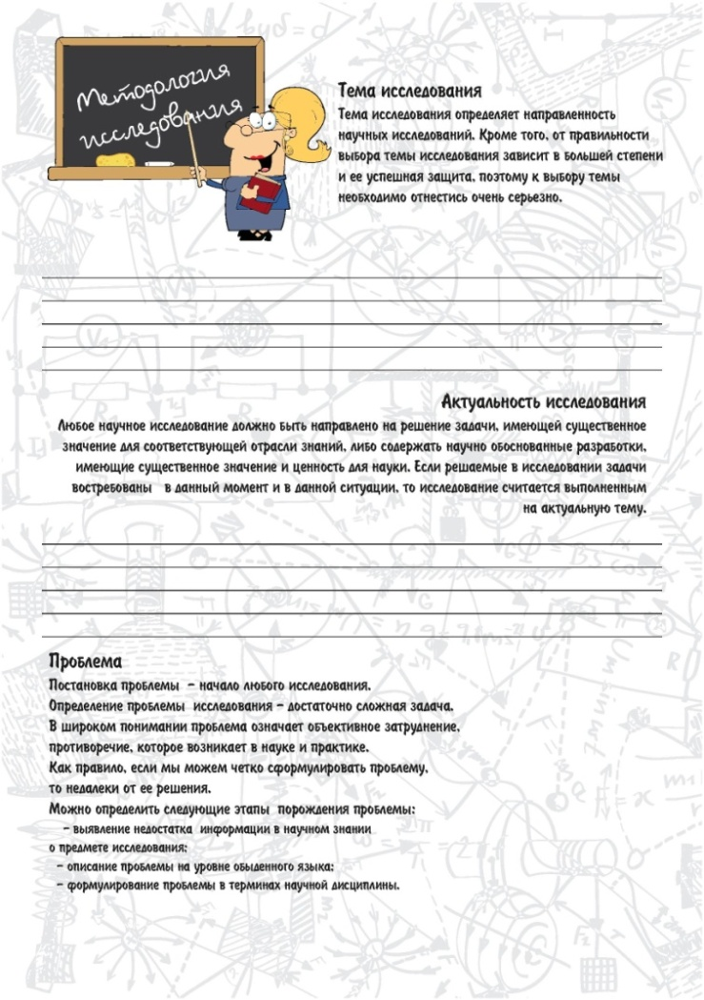 Методология
исследования
Тема исследования
Тема исследования определяет направленность
научных исследований. Кроме того, от правильности
выбора темы исследования зависит в большей степени
и ее успешная защита, поэтому к выбору темы
необходимо отнестись очень серьезно.
Актуальность исследования
Любое научное исследование должно быть направлено на решение задачи, имеющей существенное
значение для соответствующей отрасли знаний, либо содержать научно обоснованные разработки,
имеющие существенное значение и ценность для науки. Если решаемые в исследовании задачи
востребованы в данный момент и в данной ситуации, то исследование считается выполненным
на актуальную тему.
Проблема
Постановка проблемы – начало любого исследования.
Определение проблемы исследования – достаточно сложная задача.
В широком понимании проблема означает объективное затруднение,
противоречие, которое возникает в науке и практике.
Как правило, если мы можем четко сформулировать проблему,
то недалеки от ее решения.
Можно определить следующие этапы порождения проблемы:
– выявление недостатка информации в научном знании
о предмете исследования;
– описание проблемы на уровне обыденного языка;
– формулирование проблемы в терминах научной дисциплины.